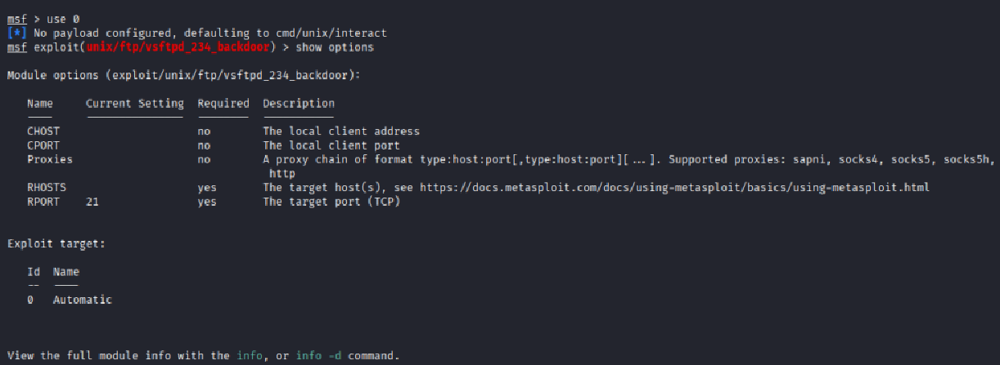 msf > use 0
[*] No payload configured, defaulting to cmd/unix/interact
msf exploit(unix/ftp/vsftpd_234_backdoor) > show options
Module options (exploit/unix/ftp/vsftpd_234_backdoor):
Name Current Setting Required Description
CHOST no The local client address
CPORT no The local client port
Proxies no A proxy chain of format type:host:port[,type:host:port][ ... ]. Supported proxies: sapni, socks4, socks5, socks5h,
http
RHOSTS yes The target host(s), see https://docs.metasploit.com/docs/using-metasploit/basics/using-metasploit.html
RPORT 21 yes The target port (TCP)
Exploit target:
Id Name
-- ----
0 Automatic
View the full module info with the info, or info -d command.